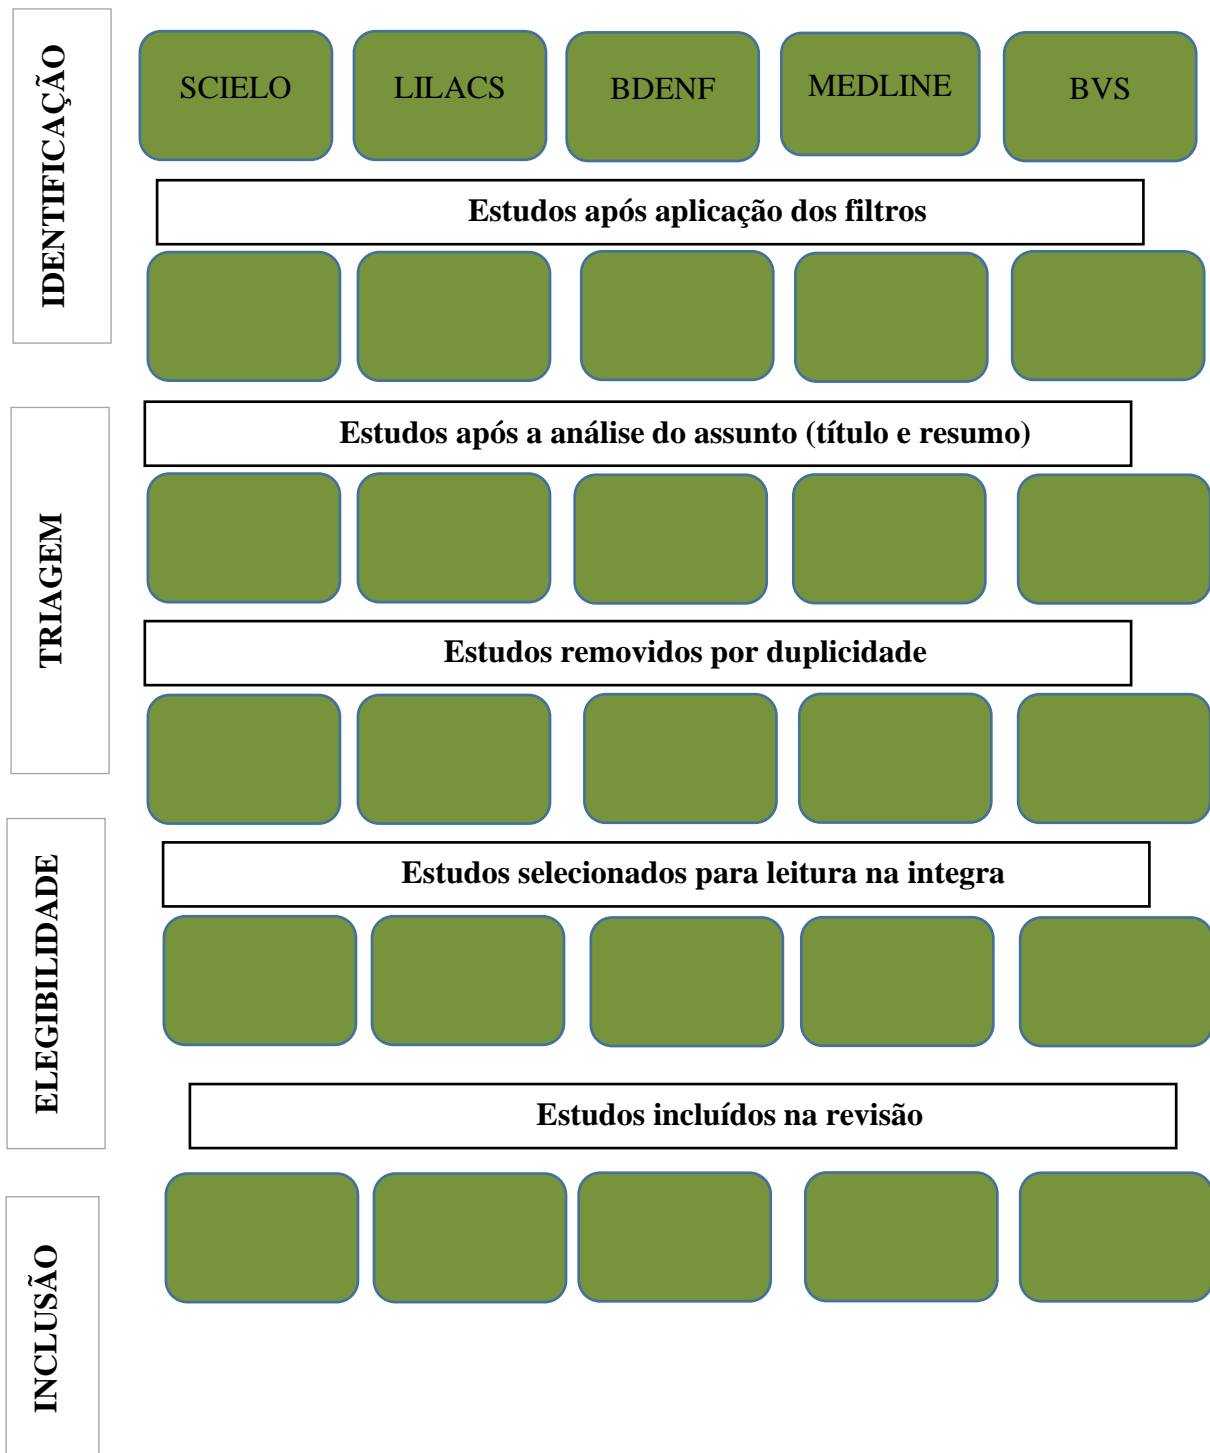 IDENTIFICAÇÃO
SCIELO
LILACS
BDENF
MEDLINE
BVS
Estudos após aplicação dos filtros
TRIAGEM
Estudos após a análise do assunto (título e resumo)
Estudos removidos por duplicidade
ELEGIBILIDADE
Estudos selecionados para leitura na integra
Estudos incluídos na revisão
INCLUSÃO